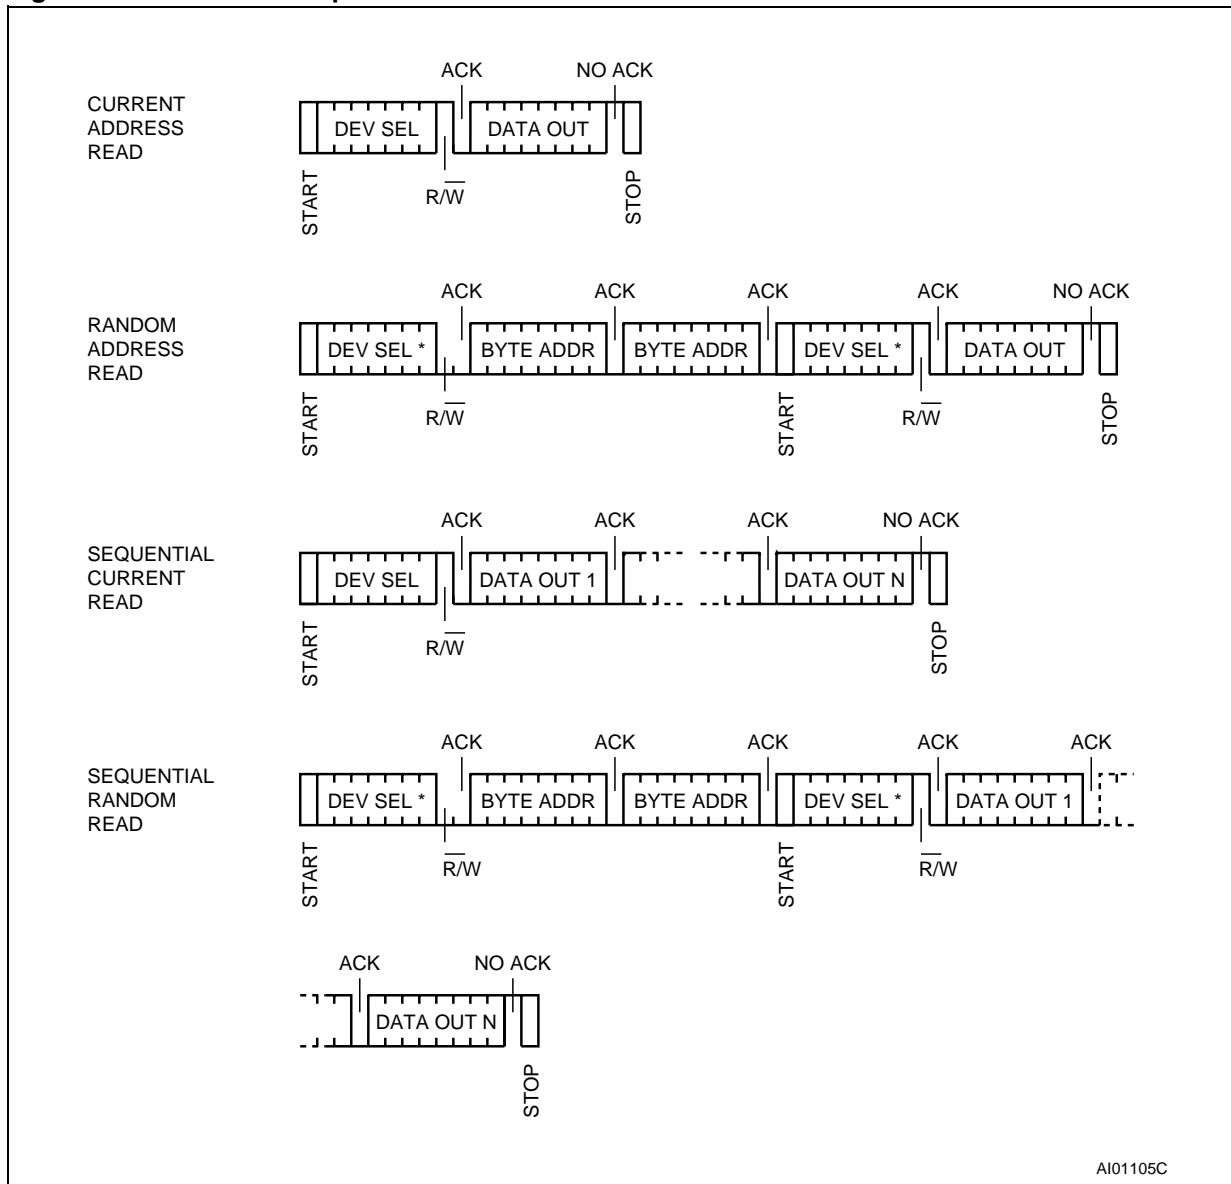 ACK NO ACK
CURRENT
ADDRESS
READ
DEV SEL DATA OUT
START R/W̅ STOP
ACK ACK ACK ACK NO ACK
RANDOM
ADDRESS
READ
DEV SEL * BYTE ADDR BYTE ADDR DEV SEL * DATA OUT
START R/W̅ START R/W̅ STOP
ACK ACK ACK NO ACK
SEQUENTIAL
CURRENT
READ
DEV SEL DATA OUT 1 DATA OUT N
START R/W̅ STOP
ACK ACK ACK ACK ACK
SEQUENTIAL
RANDOM
READ
DEV SEL * BYTE ADDR BYTE ADDR DEV SEL * DATA OUT 1
START R̅/W START R̅/W
ACK NO ACK
DATA OUT N
STOP
AI01105C